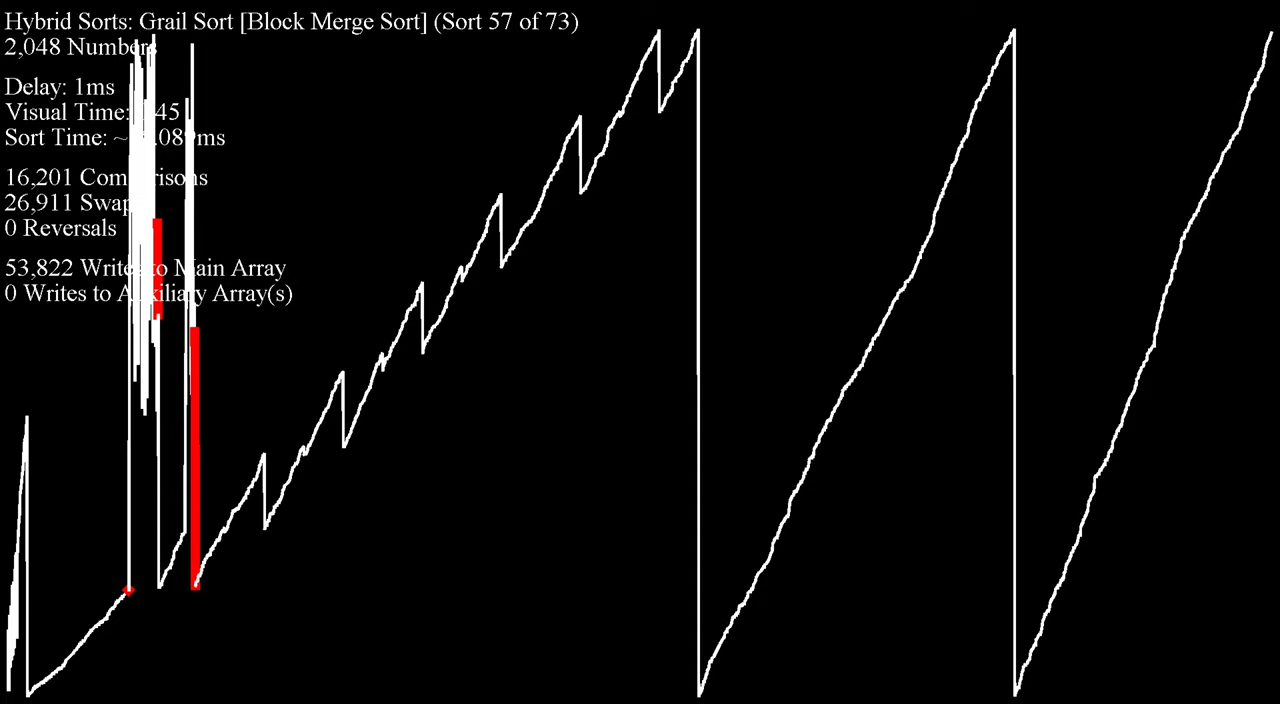 Hybrid Sorts: Grail Sort [Block Merge Sort] (Sort 57 of 73)
2,048 Numbers
Delay: 1ms
Visual Time:
Sort Time: ~
16,201 Comparisons
26,911 Swaps
0 Reversals
53,822 Writes to Main Array
0 Writes to Auxiliary Array(s)